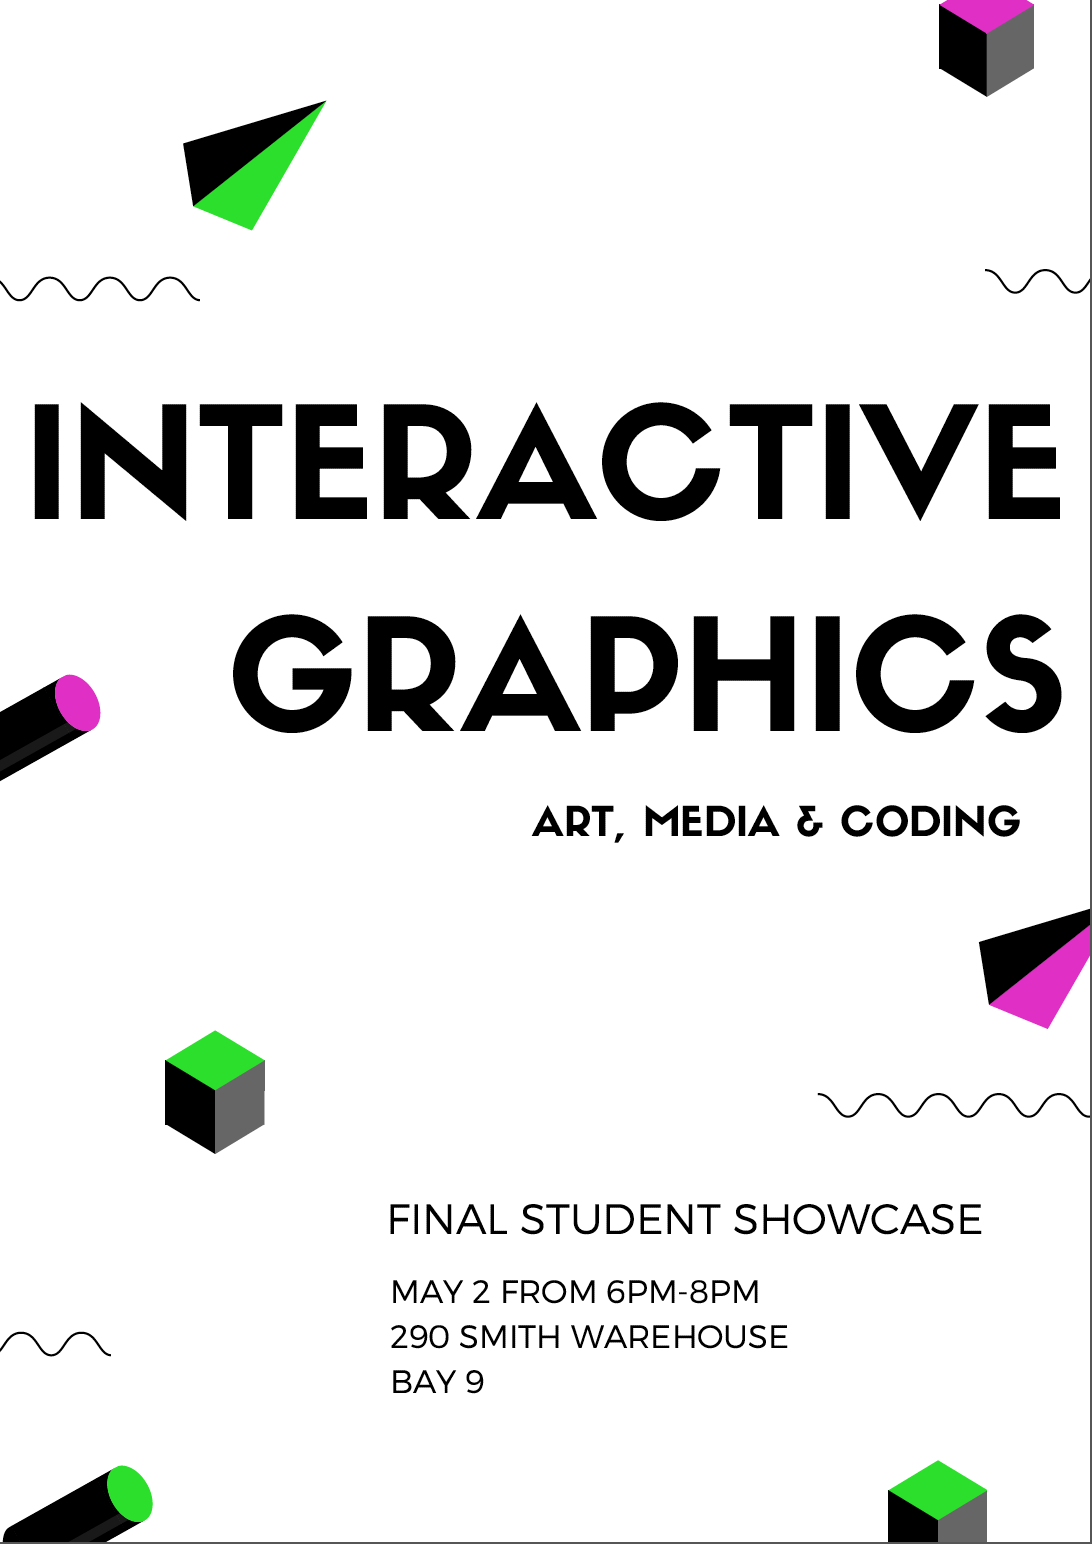 INTERACTIVE
GRAPHICS
ART, MEDIA & CODING
FINAL STUDENT SHOWCASE
MAY 2 FROM 6PM-8PM
290 SMITH WAREHOUSE
BAY 9